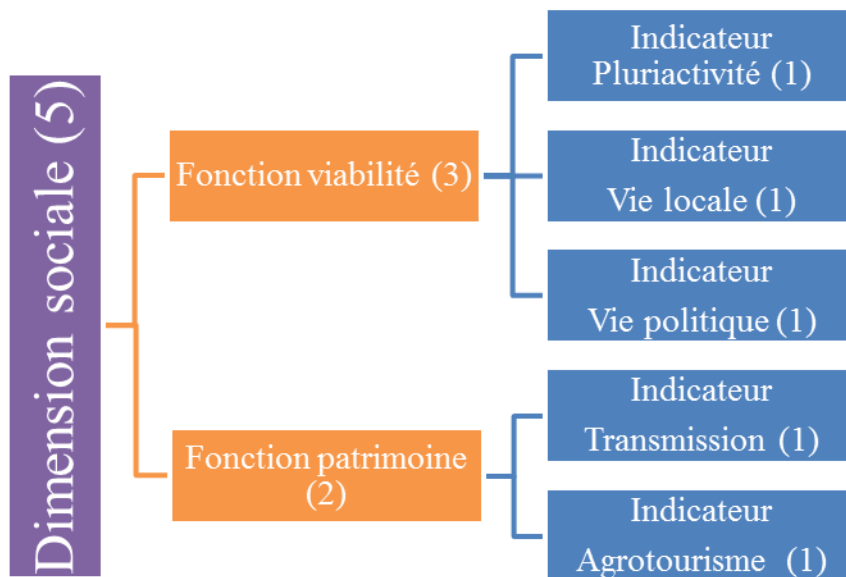 Dimension sociale (5)
Fonction viabilité (3)
Indicateur
Pluriactivité (1)
Indicateur
Vie locale (1)
Indicateur
Vie politique (1)
Fonction patrimoine
(2)
Indicateur
Transmission (1)
Indicateur
Agrotourisme (1)